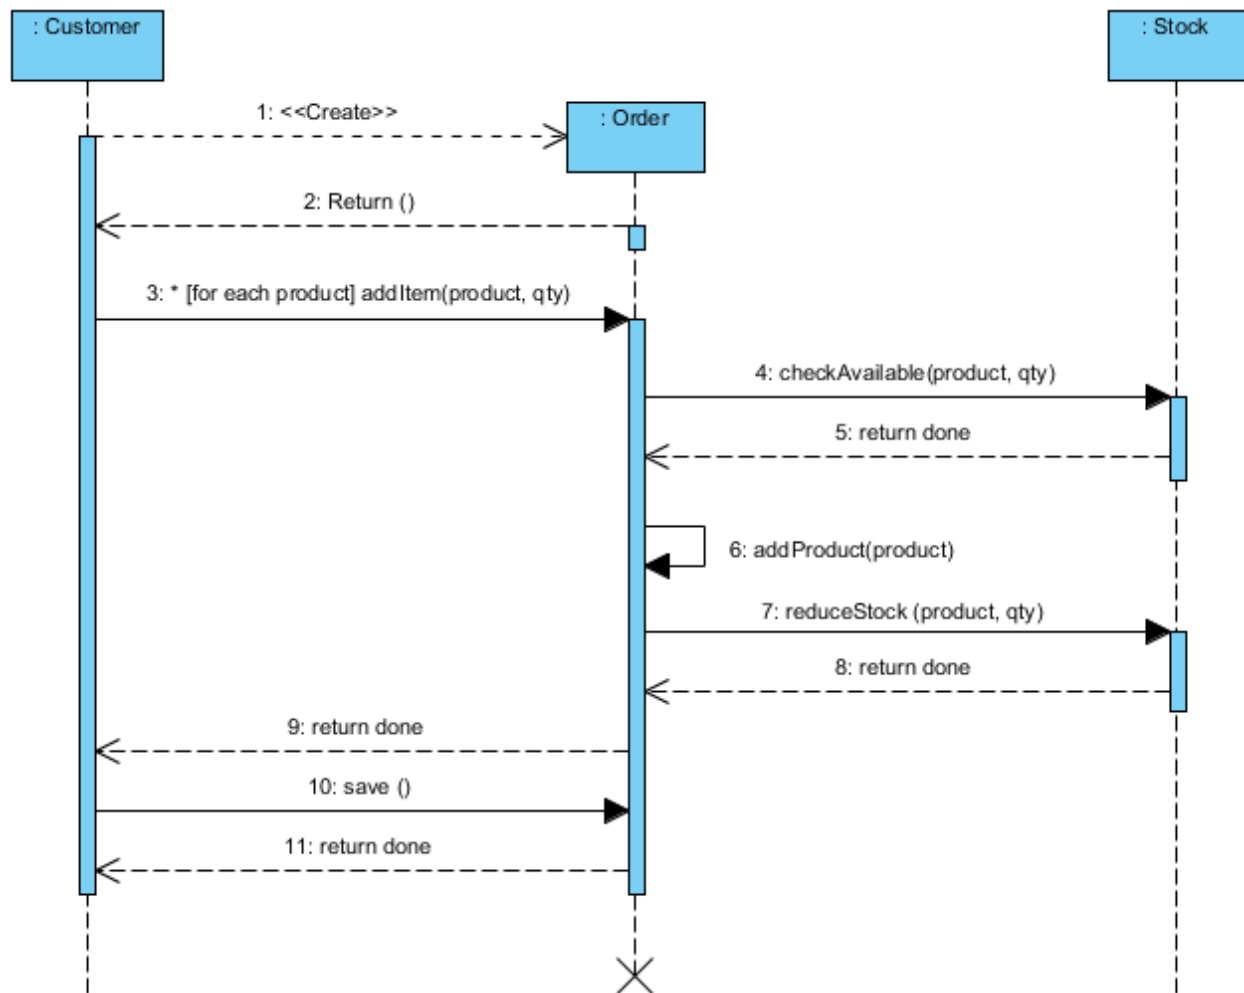 : Customer
: Stock
1: <<Create>>
: Order
2: Return ()
3: * [for each product] addItem(product, qty)
4: checkAvailable(product, qty)
5: return done
6: addProduct(product)
7: reduceStock (product, qty)
8: return done
9: return done
10: save ()
11: return done